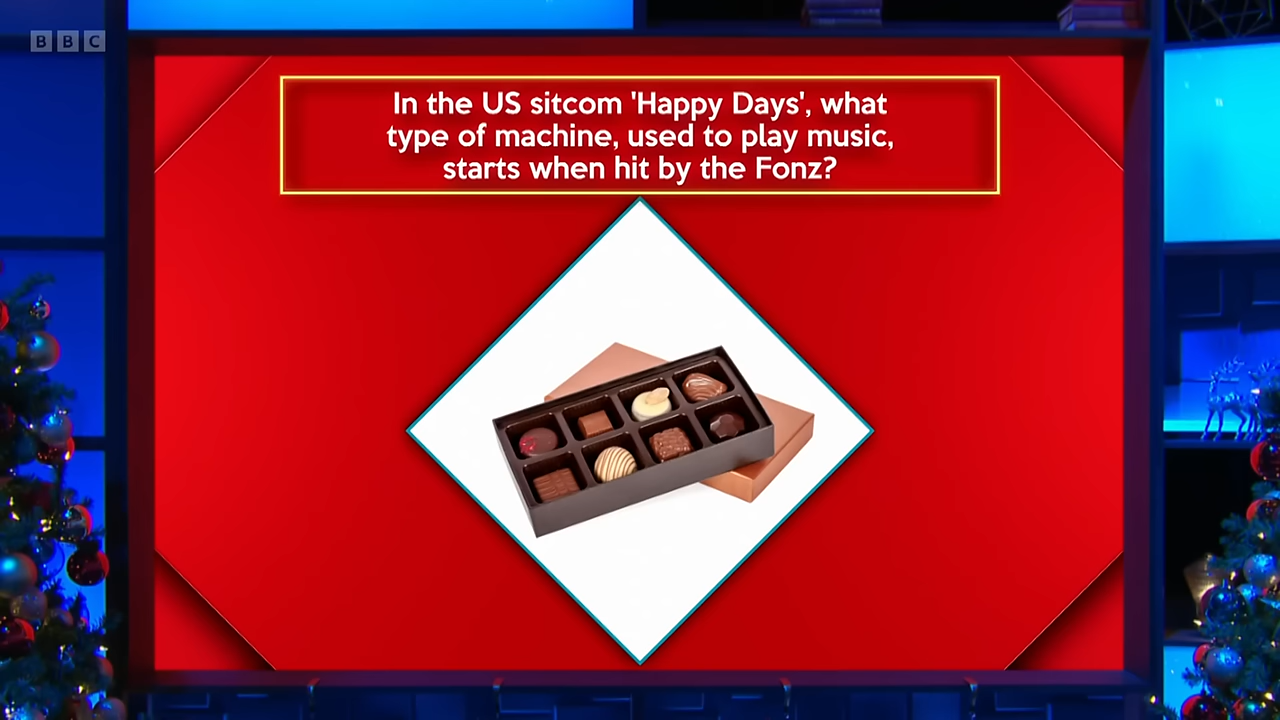 BBC
In the US sitcom 'Happy Days', what
type of machine, used to play music,
starts when hit by the Fonz?